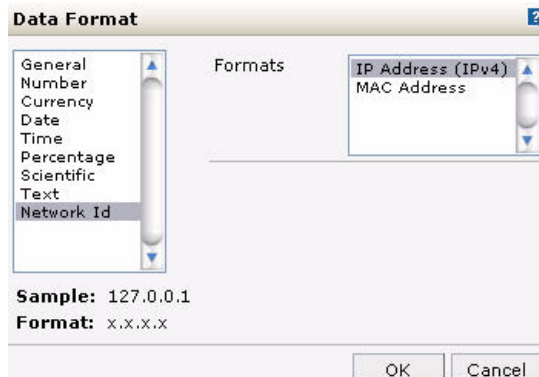 Data Format
?
General
Number
Currency
Date
Time
Percentage
Scientific
Text
Network Id
Formats
IP Address (IPv4)
MAC Address
Sample: 127.0.0.1
Format: x.x.x.x
OK
Cancel